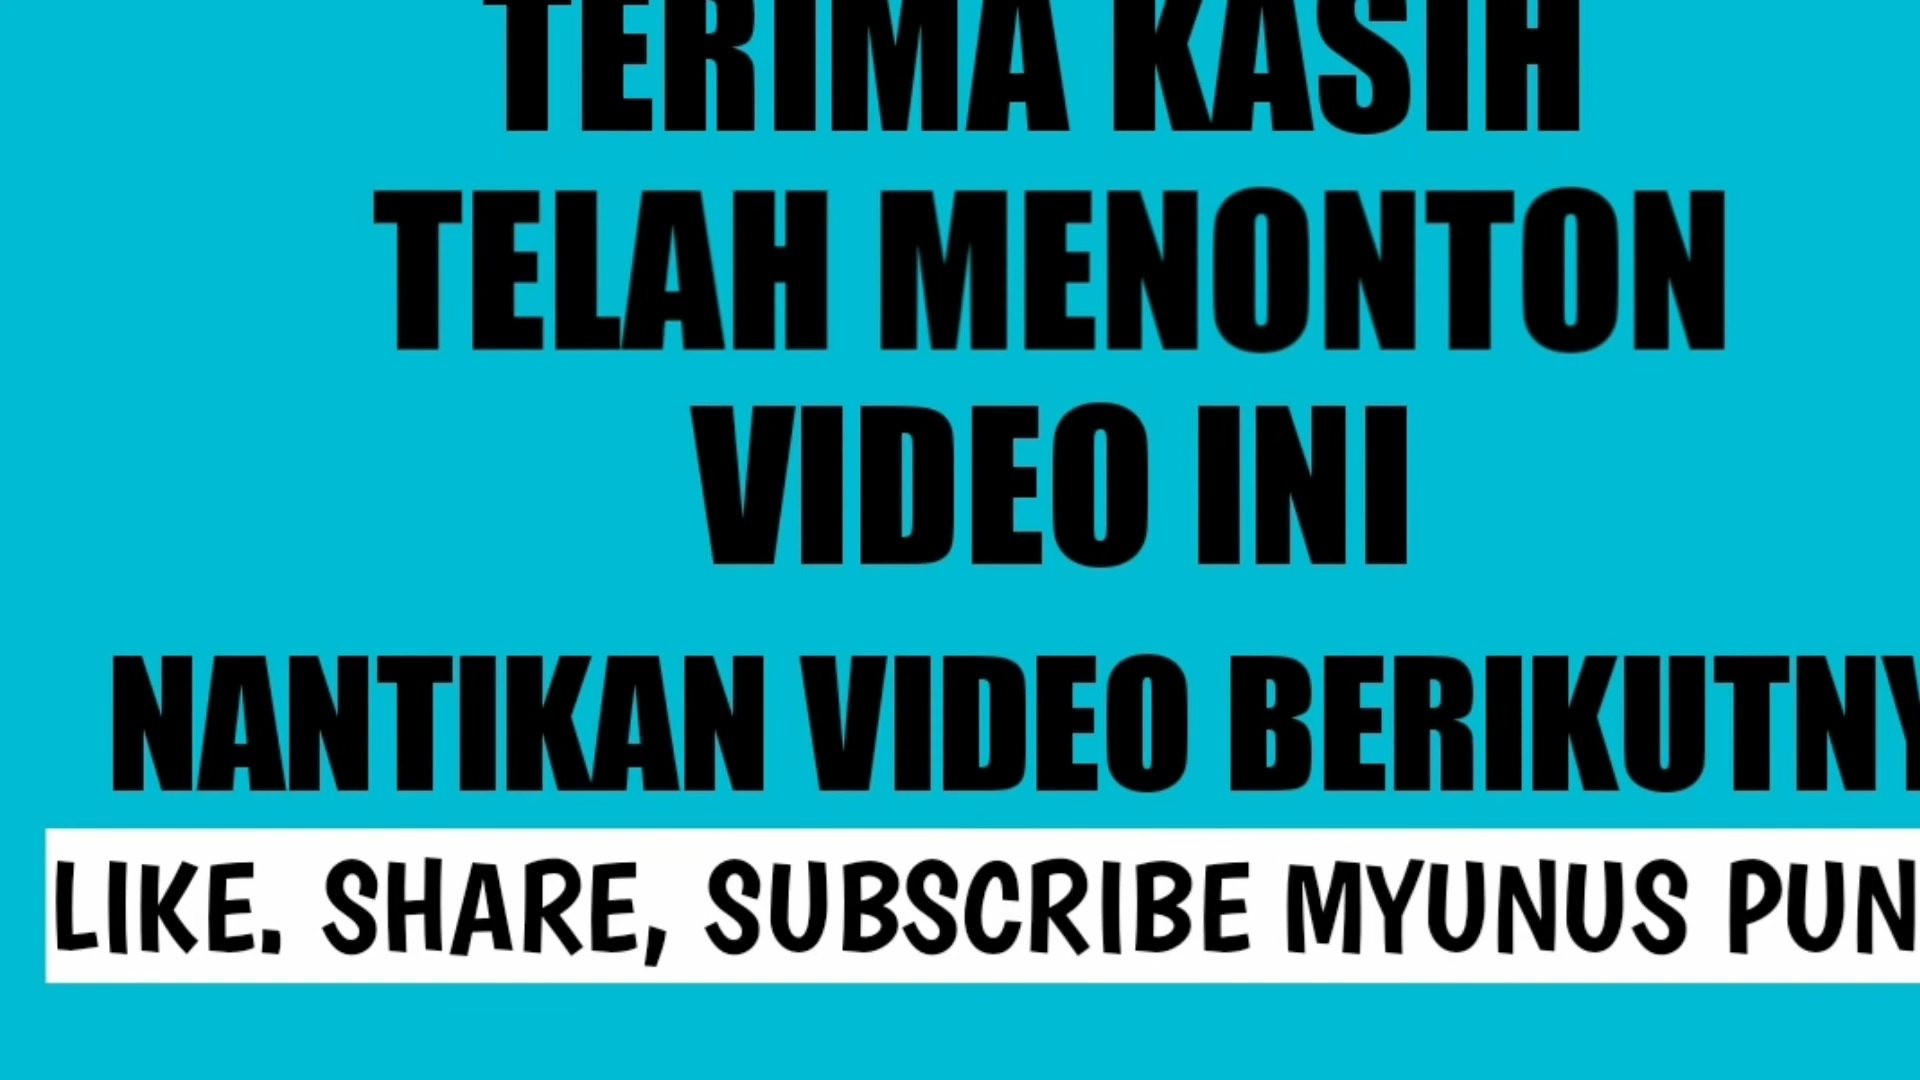 TERIMA KASIH
TELAH MENONTON
VIDEO INI
NANTIKAN VIDEO BERIKUTNY
LIKE. SHARE, SUBSCRIBE MYUNUS PUN